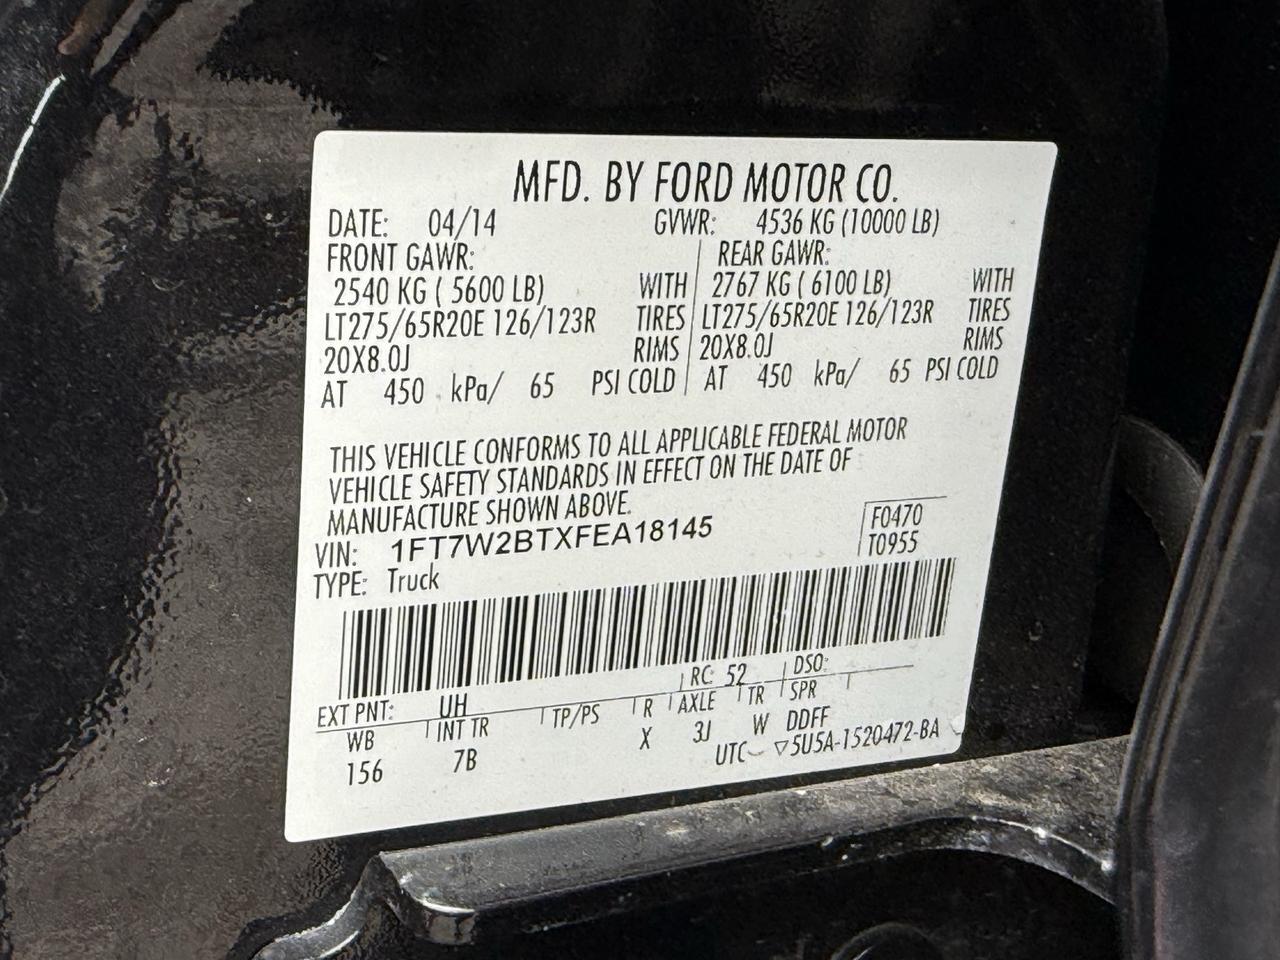 MFD. BY FORD MOTOR CO.
DATE: 04/14 GVWR: 4536 KG (10000 LB)
FRONT GAWR: REAR GAWR:
2540 KG ( 5600 LB) WITH 2767 KG ( 6100 LB) WITH
LT275/65R20E 126/123R TIRES LT275/65R20E 126/123R TIRES
20X8.0J RIMS 20X8.0J RIMS
AT 450 kPa/ 65 PSI COLD AT 450 kPa/ 65 PSI COLD
THIS VEHICLE CONFORMS TO ALL APPLICABLE FEDERAL MOTOR
VEHICLE SAFETY STANDARDS IN EFFECT ON THE DATE OF
MANUFACTURE SHOWN ABOVE.
VIN: 1FT7W2BTXFEA18145 F0470
TYPE: Truck T0955
EXT PNT: UH RC: 52 DSO:
WB INT TR TP/PS R AXLE TR SPR
156 7B X 3J W DDFF
UTC ▽5U5A-1520472-BA